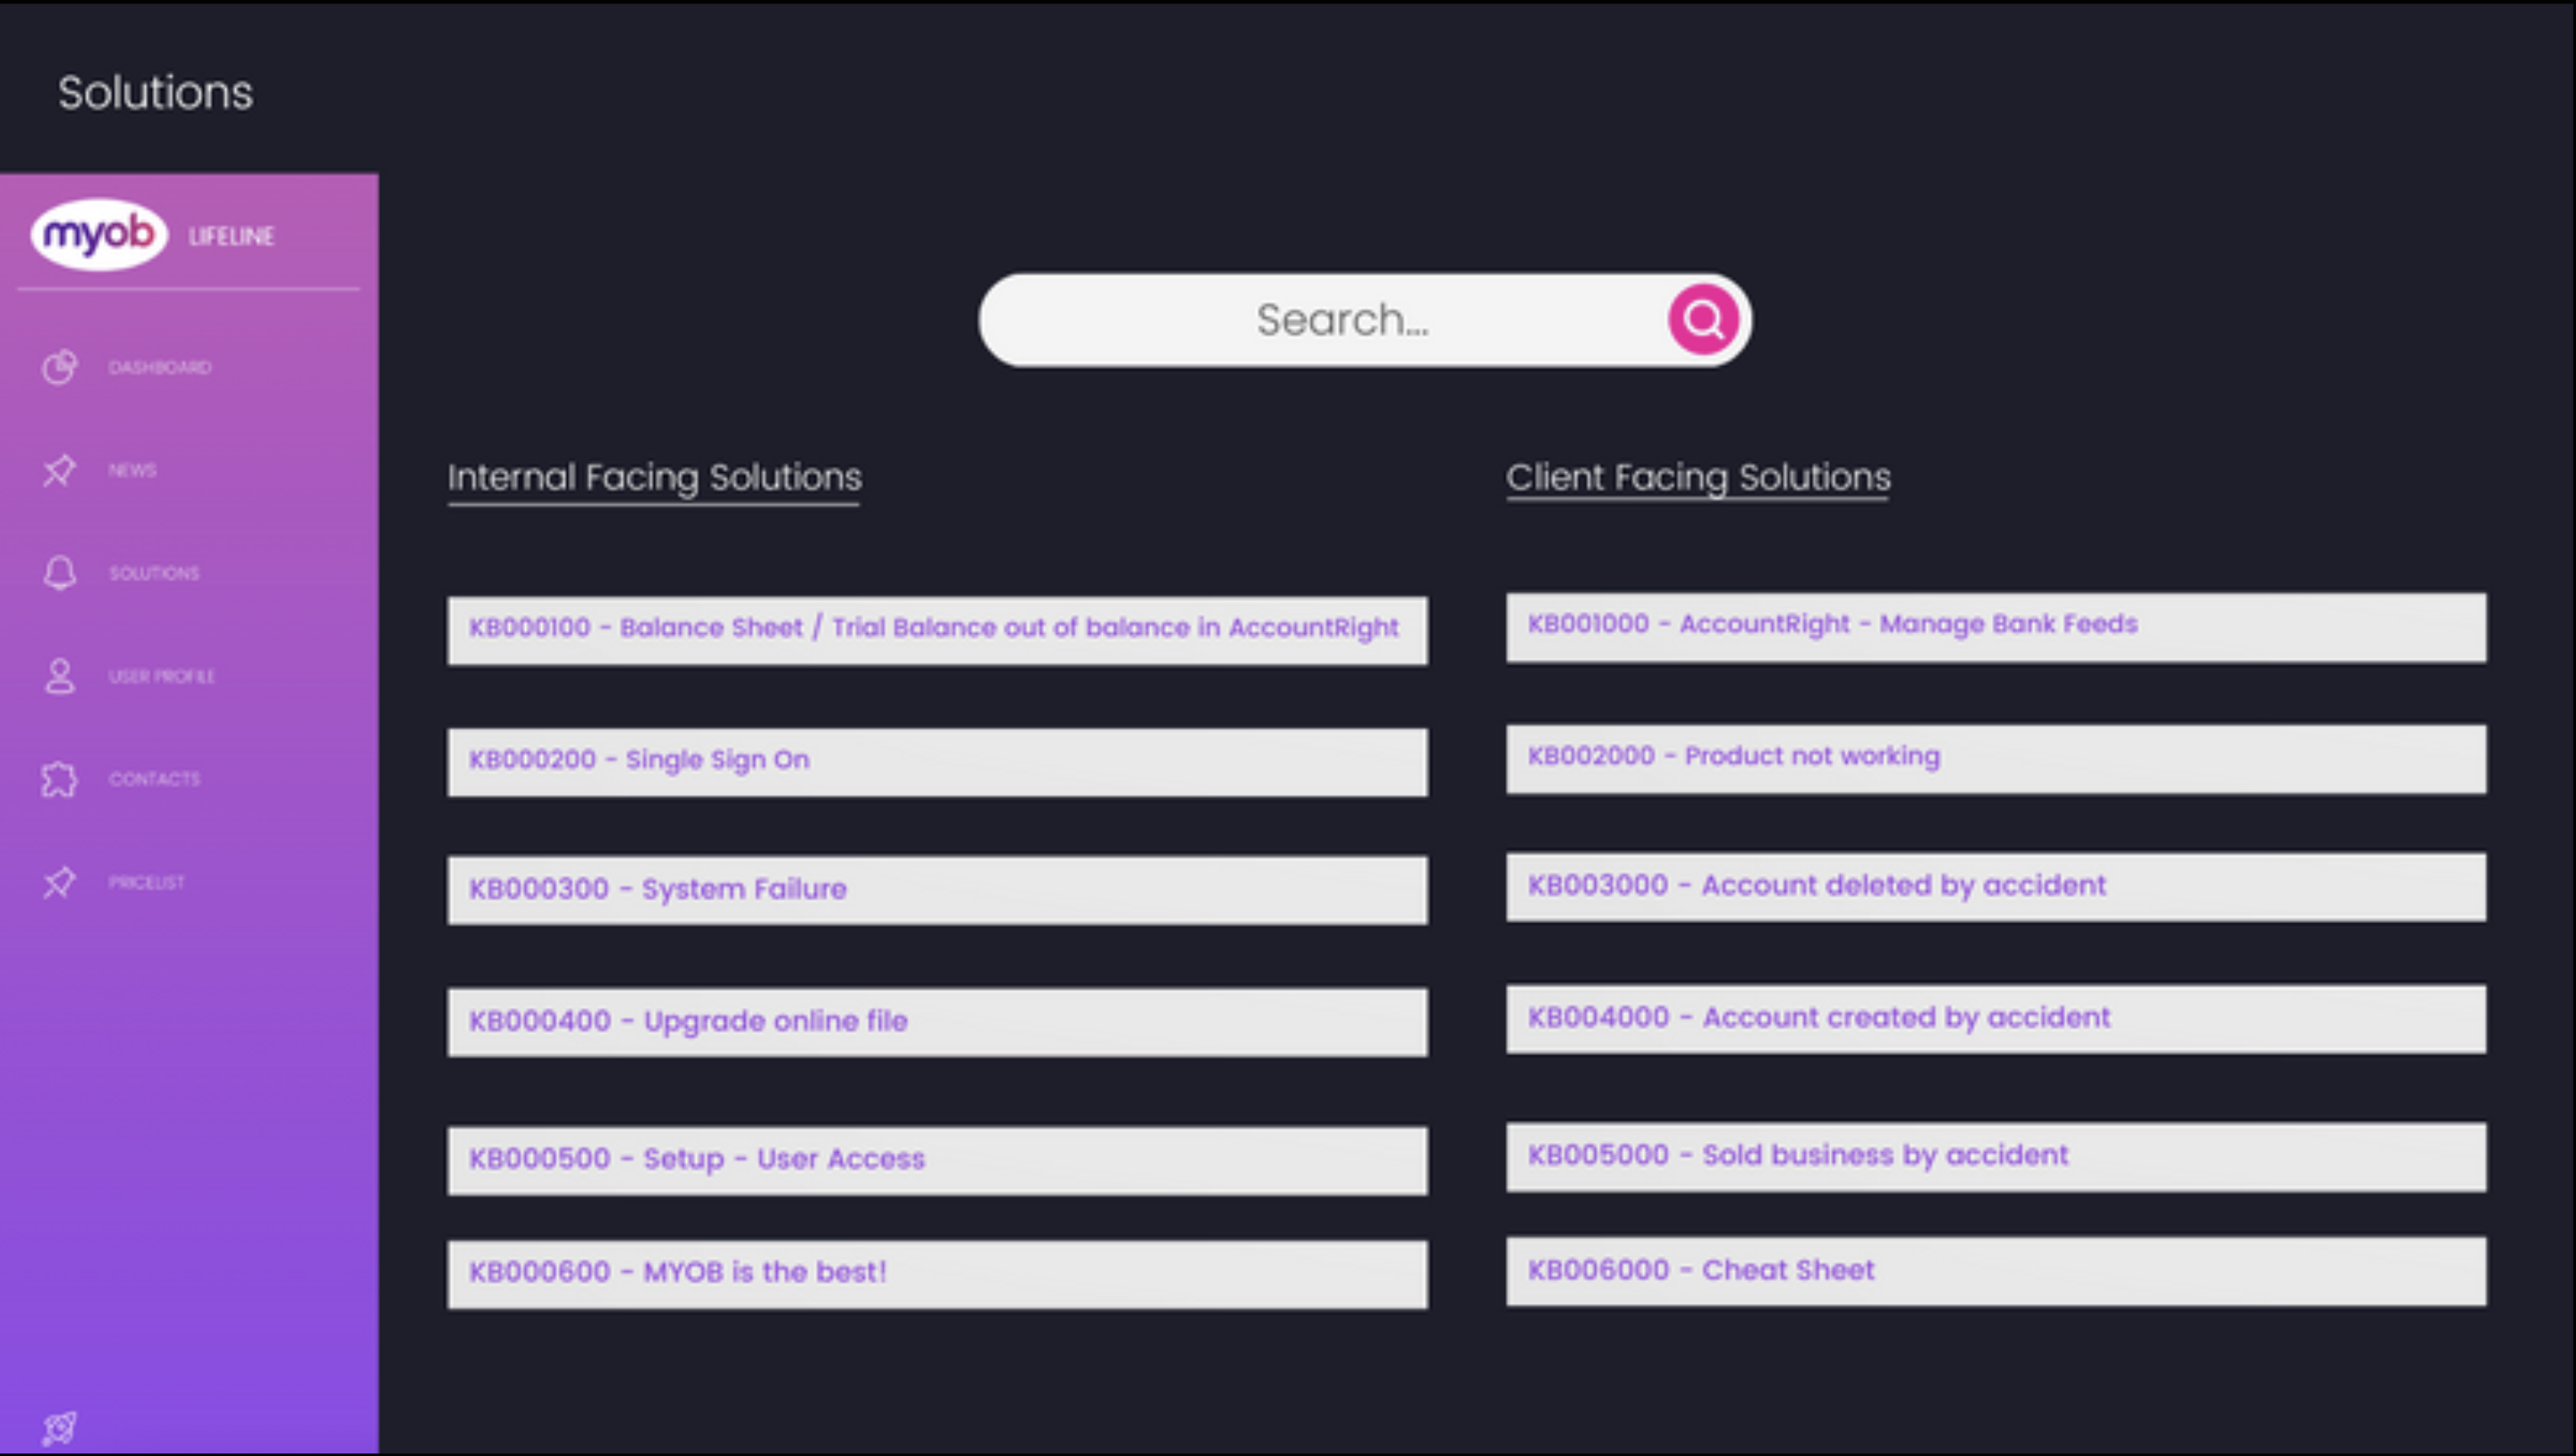 Solutions
myob LIFELINE
DASHBOARD
NEWS
SOLUTIONS
USER PROFILE
CONTACTS
PRICELIST
Search...
Internal Facing Solutions
KB000100 - Balance Sheet / Trial Balance out of balance in AccountRight
KB000200 - Single Sign On
KB000300 - System Failure
KB000400 - Upgrade online file
KB000500 - Setup - User Access
KB000600 - MYOB is the best!
Client Facing Solutions
KB001000 - AccountRight - Manage Bank Feeds
KB002000 - Product not working
KB003000 - Account deleted by accident
KB004000 - Account created by accident
KB005000 - Sold business by accident
KB006000 - Cheat Sheet